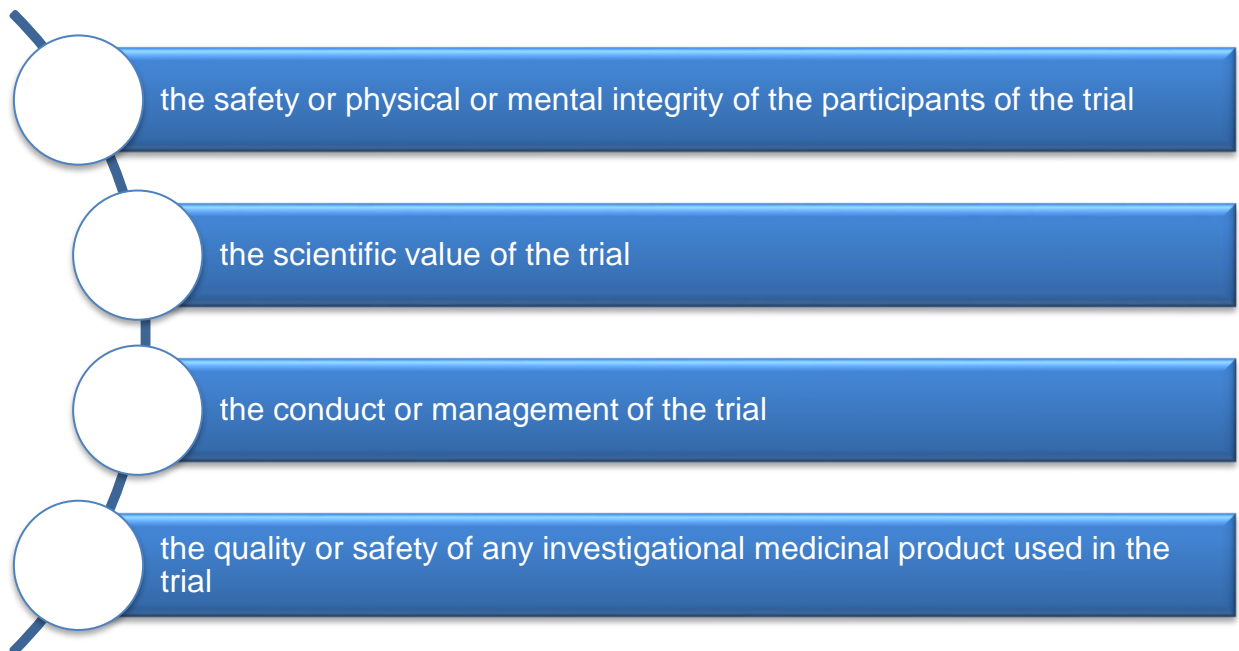 the safety or physical or mental integrity of the participants of the trial
the scientific value of the trial
the conduct or management of the trial
the quality or safety of any investigational medicinal product used in the
trial